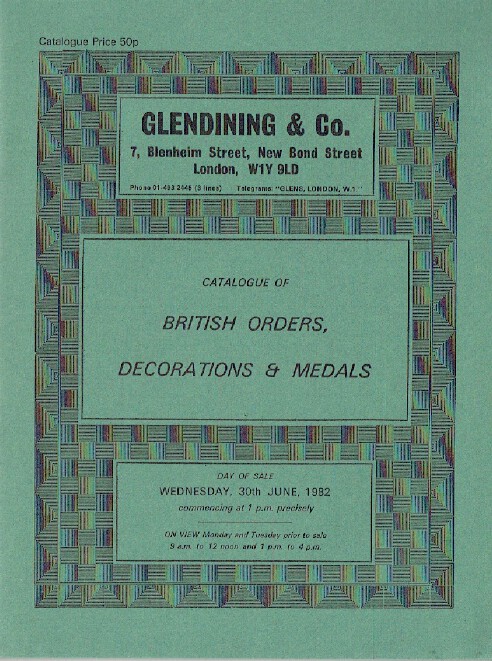 Catalogue Price 50p
GLENDINING & Co.
7, Blenheim Street, New Bond Street
London, W1Y 9LD
Phone 01-493 2445 (3 lines) Telegrams: "GLENS, LONDON, W.1"
CATALOGUE OF
BRITISH ORDERS,
DECORATIONS & MEDALS
DAY OF SALE
WEDNESDAY, 30th JUNE, 1982
commencing at 1 p.m. precisely
ON VIEW Monday and Tuesday prior to sale
9 a.m. to 12 noon and 1 p.m. to 4 p.m.